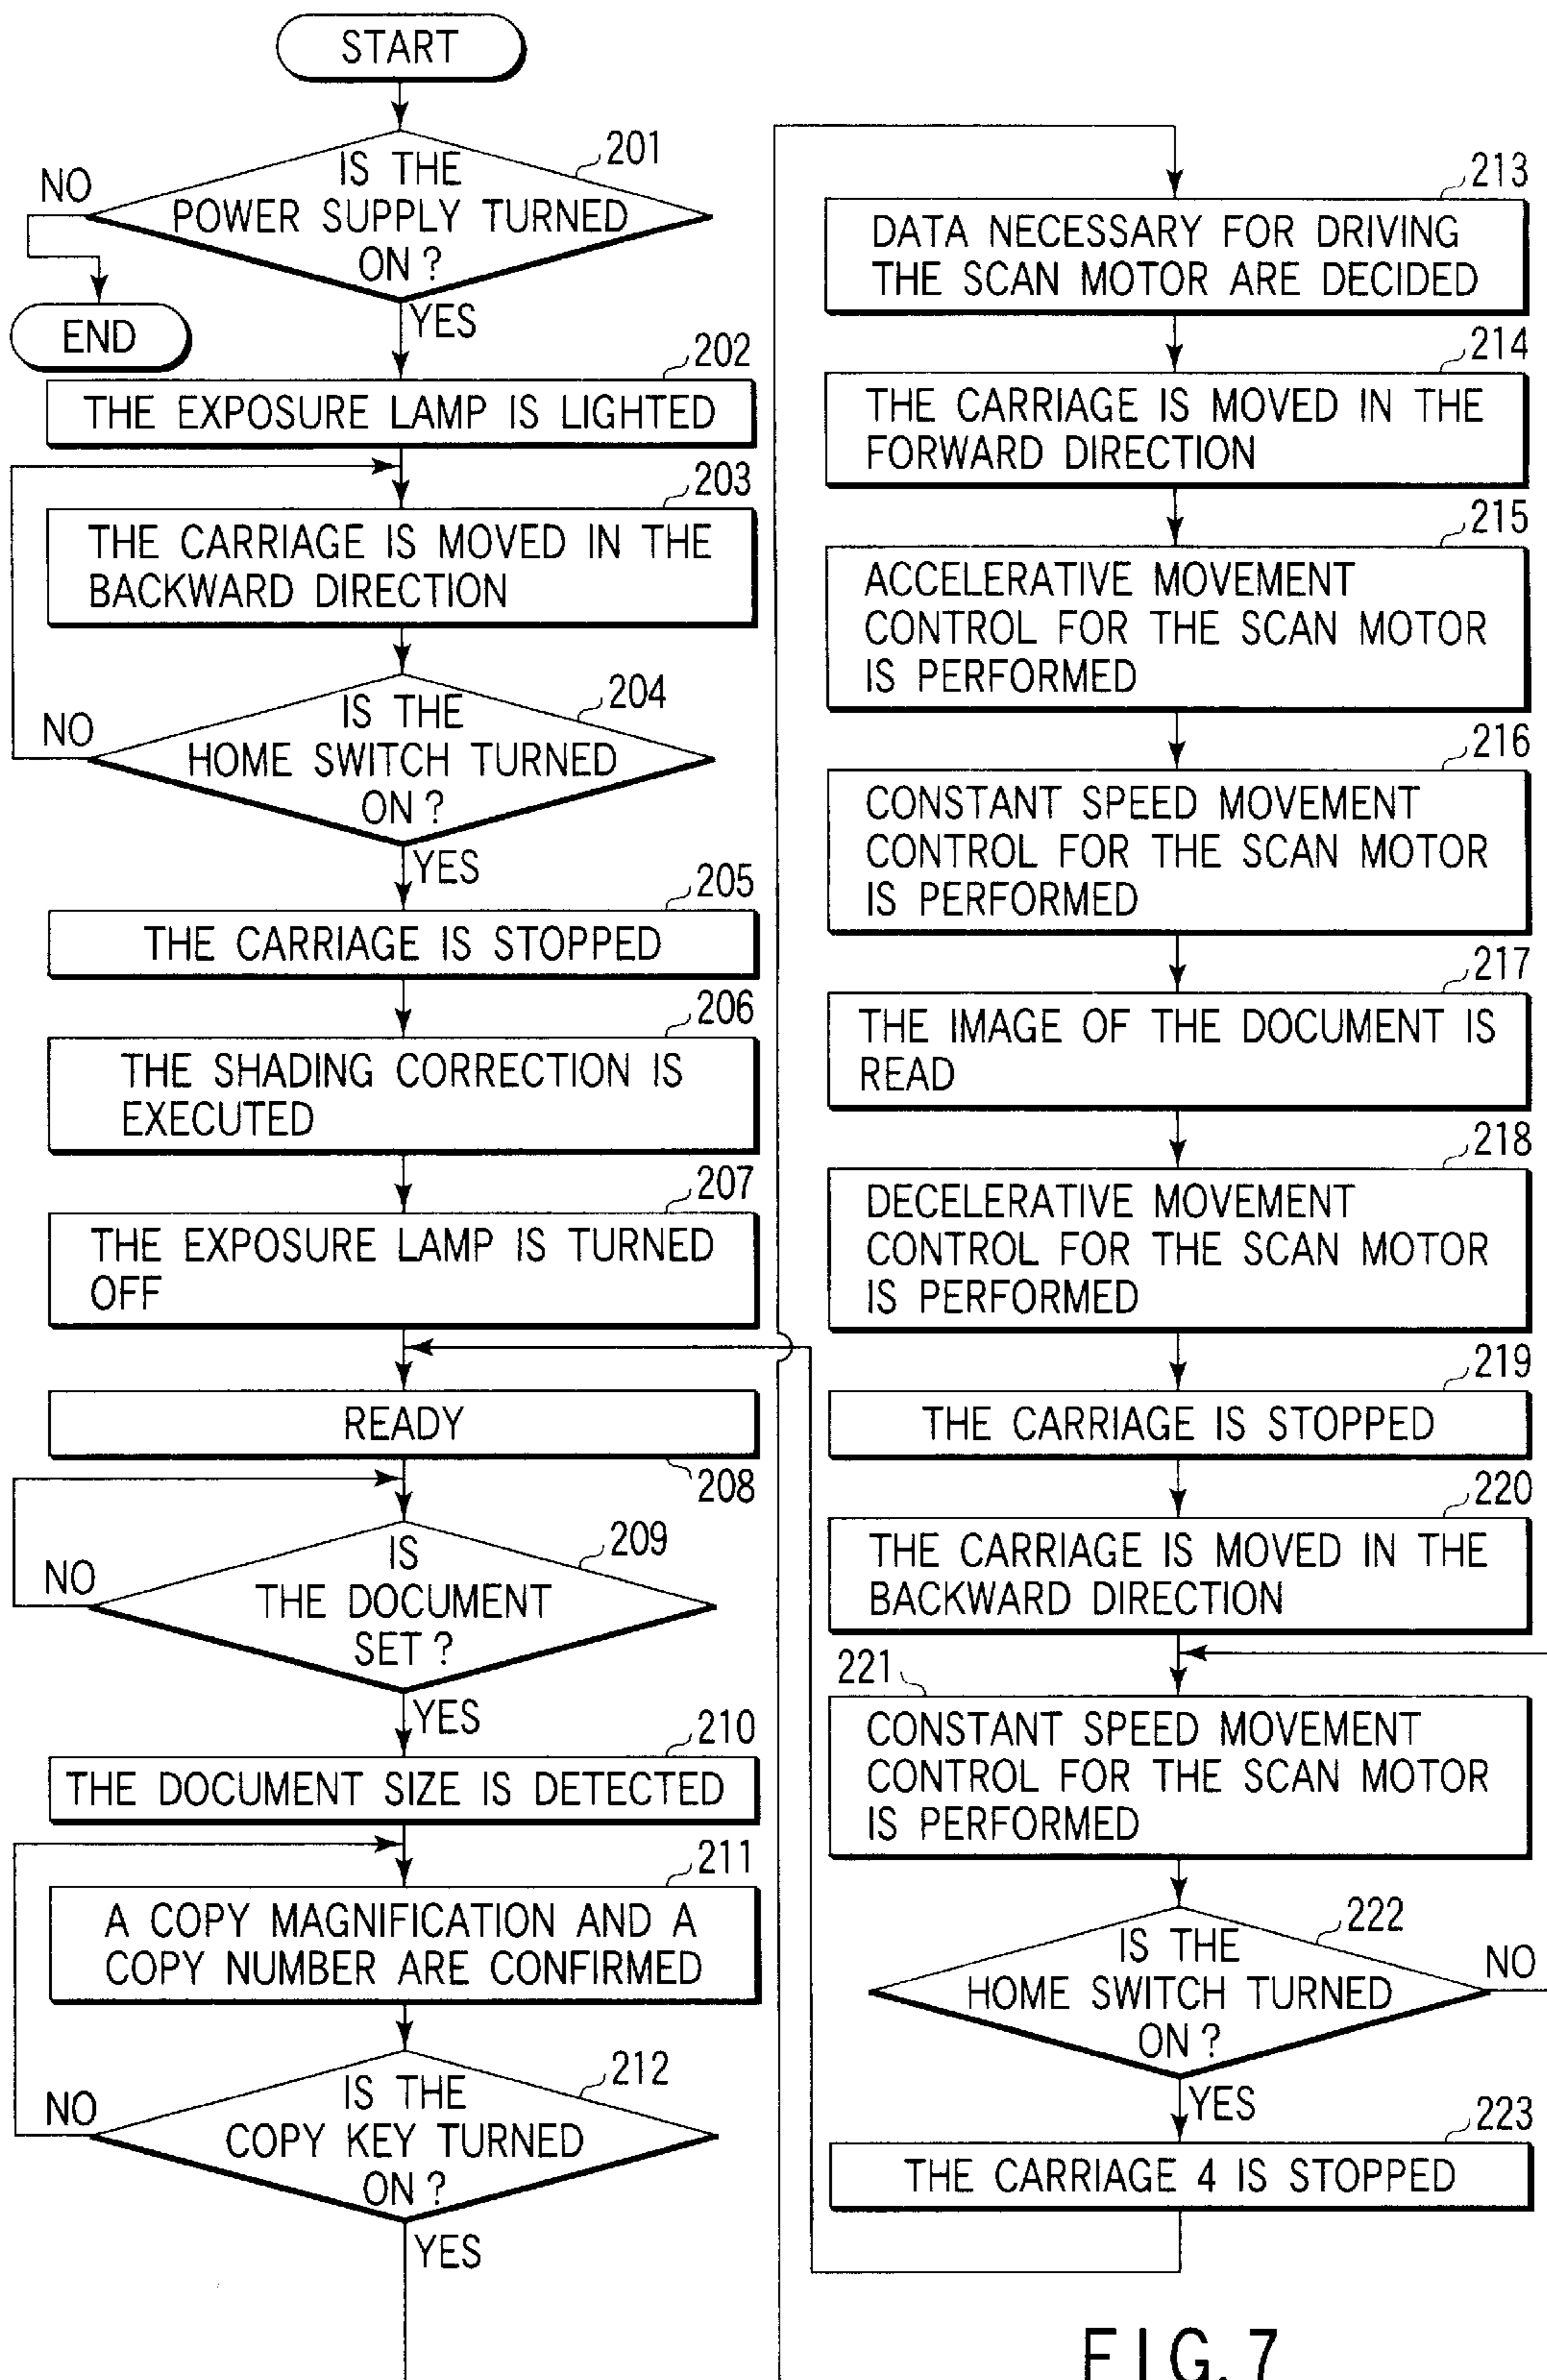 START
201
IS THE
POWER SUPPLY TURNED
ON?
NO
YES
END
202
THE EXPOSURE LAMP IS LIGHTED
203
THE CARRIAGE IS MOVED IN THE
BACKWARD DIRECTION
204
IS THE
HOME SWITCH TURNED
ON?
NO
YES
205
THE CARRIAGE IS STOPPED
206
THE SHADING CORRECTION IS
EXECUTED
207
THE EXPOSURE LAMP IS TURNED
OFF
READY
208
209
IS
THE DOCUMENT
SET?
NO
YES
210
THE DOCUMENT SIZE IS DETECTED
211
A COPY MAGNIFICATION AND A
COPY NUMBER ARE CONFIRMED
212
IS THE
COPY KEY TURNED
ON?
NO
YES
213
DATA NECESSARY FOR DRIVING
THE SCAN MOTOR ARE DECIDED
214
THE CARRIAGE IS MOVED IN THE
FORWARD DIRECTION
215
ACCELERATIVE MOVEMENT
CONTROL FOR THE SCAN MOTOR
IS PERFORMED
216
CONSTANT SPEED MOVEMENT
CONTROL FOR THE SCAN MOTOR
IS PERFORMED
217
THE IMAGE OF THE DOCUMENT IS
READ
218
DECELERATIVE MOVEMENT
CONTROL FOR THE SCAN MOTOR
IS PERFORMED
219
THE CARRIAGE IS STOPPED
220
THE CARRIAGE IS MOVED IN THE
BACKWARD DIRECTION
221
CONSTANT SPEED MOVEMENT
CONTROL FOR THE SCAN MOTOR
IS PERFORMED
222
IS THE
HOME SWITCH TURNED
ON?
NO
YES
223
THE CARRIAGE 4 IS STOPPED
FIG. 7